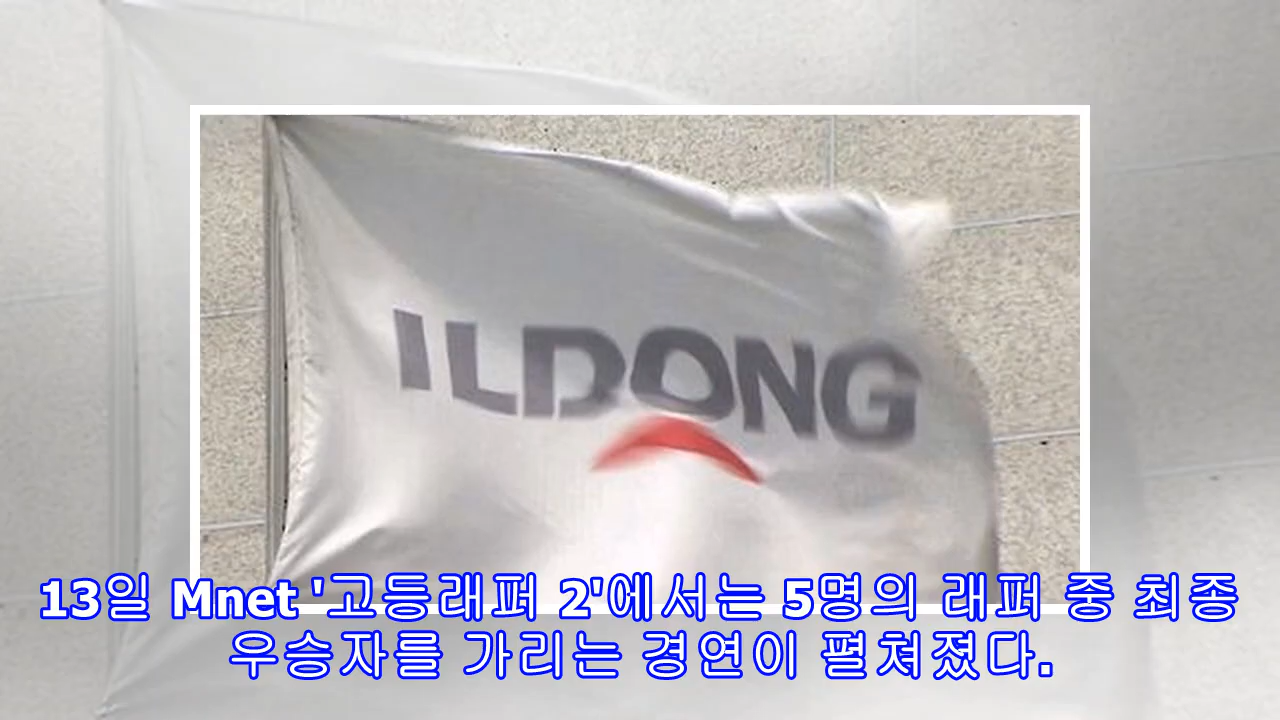 ILDONG
13일 Mnet '고등래퍼 2'에서는 5명의 래퍼 중 최종
우승자를 가리는 경연이 펼쳐졌다.